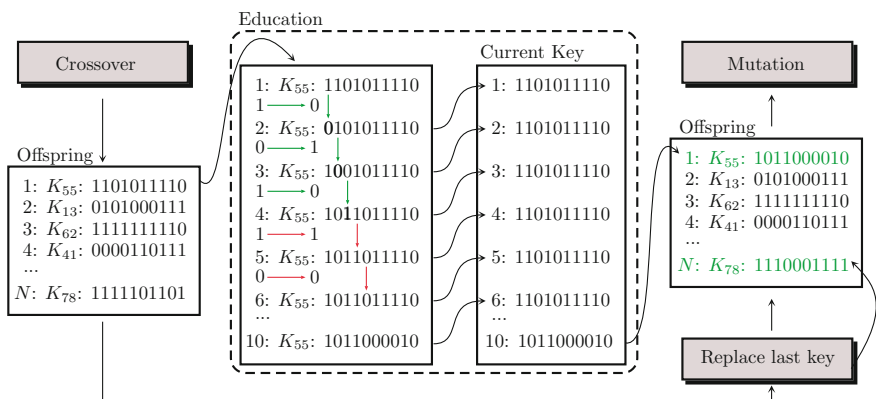 Education
Crossover
Current Key
Mutation
1: K55: 1101011110
1 0
2: K55: 0101011110
0 1
3: K55: 1001011110
1 0
4: K55: 1011011110
1 1
5: K55: 1011011110
0 0
6: K55: 1011011110
...
10: K55: 1011000010
1: 1101011110
2: 1101011110
3: 1101011110
4: 1101011110
5: 1101011110
6: 1101011110
...
10: 1011000010
Offspring
1: K55: 1101011110
2: K13: 0101000111
3: K62: 1111111110
4: K41: 0000110111
...
N: K78: 1111101101
Offspring
1: K55: 1011000010
2: K13: 0101000111
3: K62: 1111111110
4: K41: 0000110111
...
N: K78: 1110001111
Replace last key